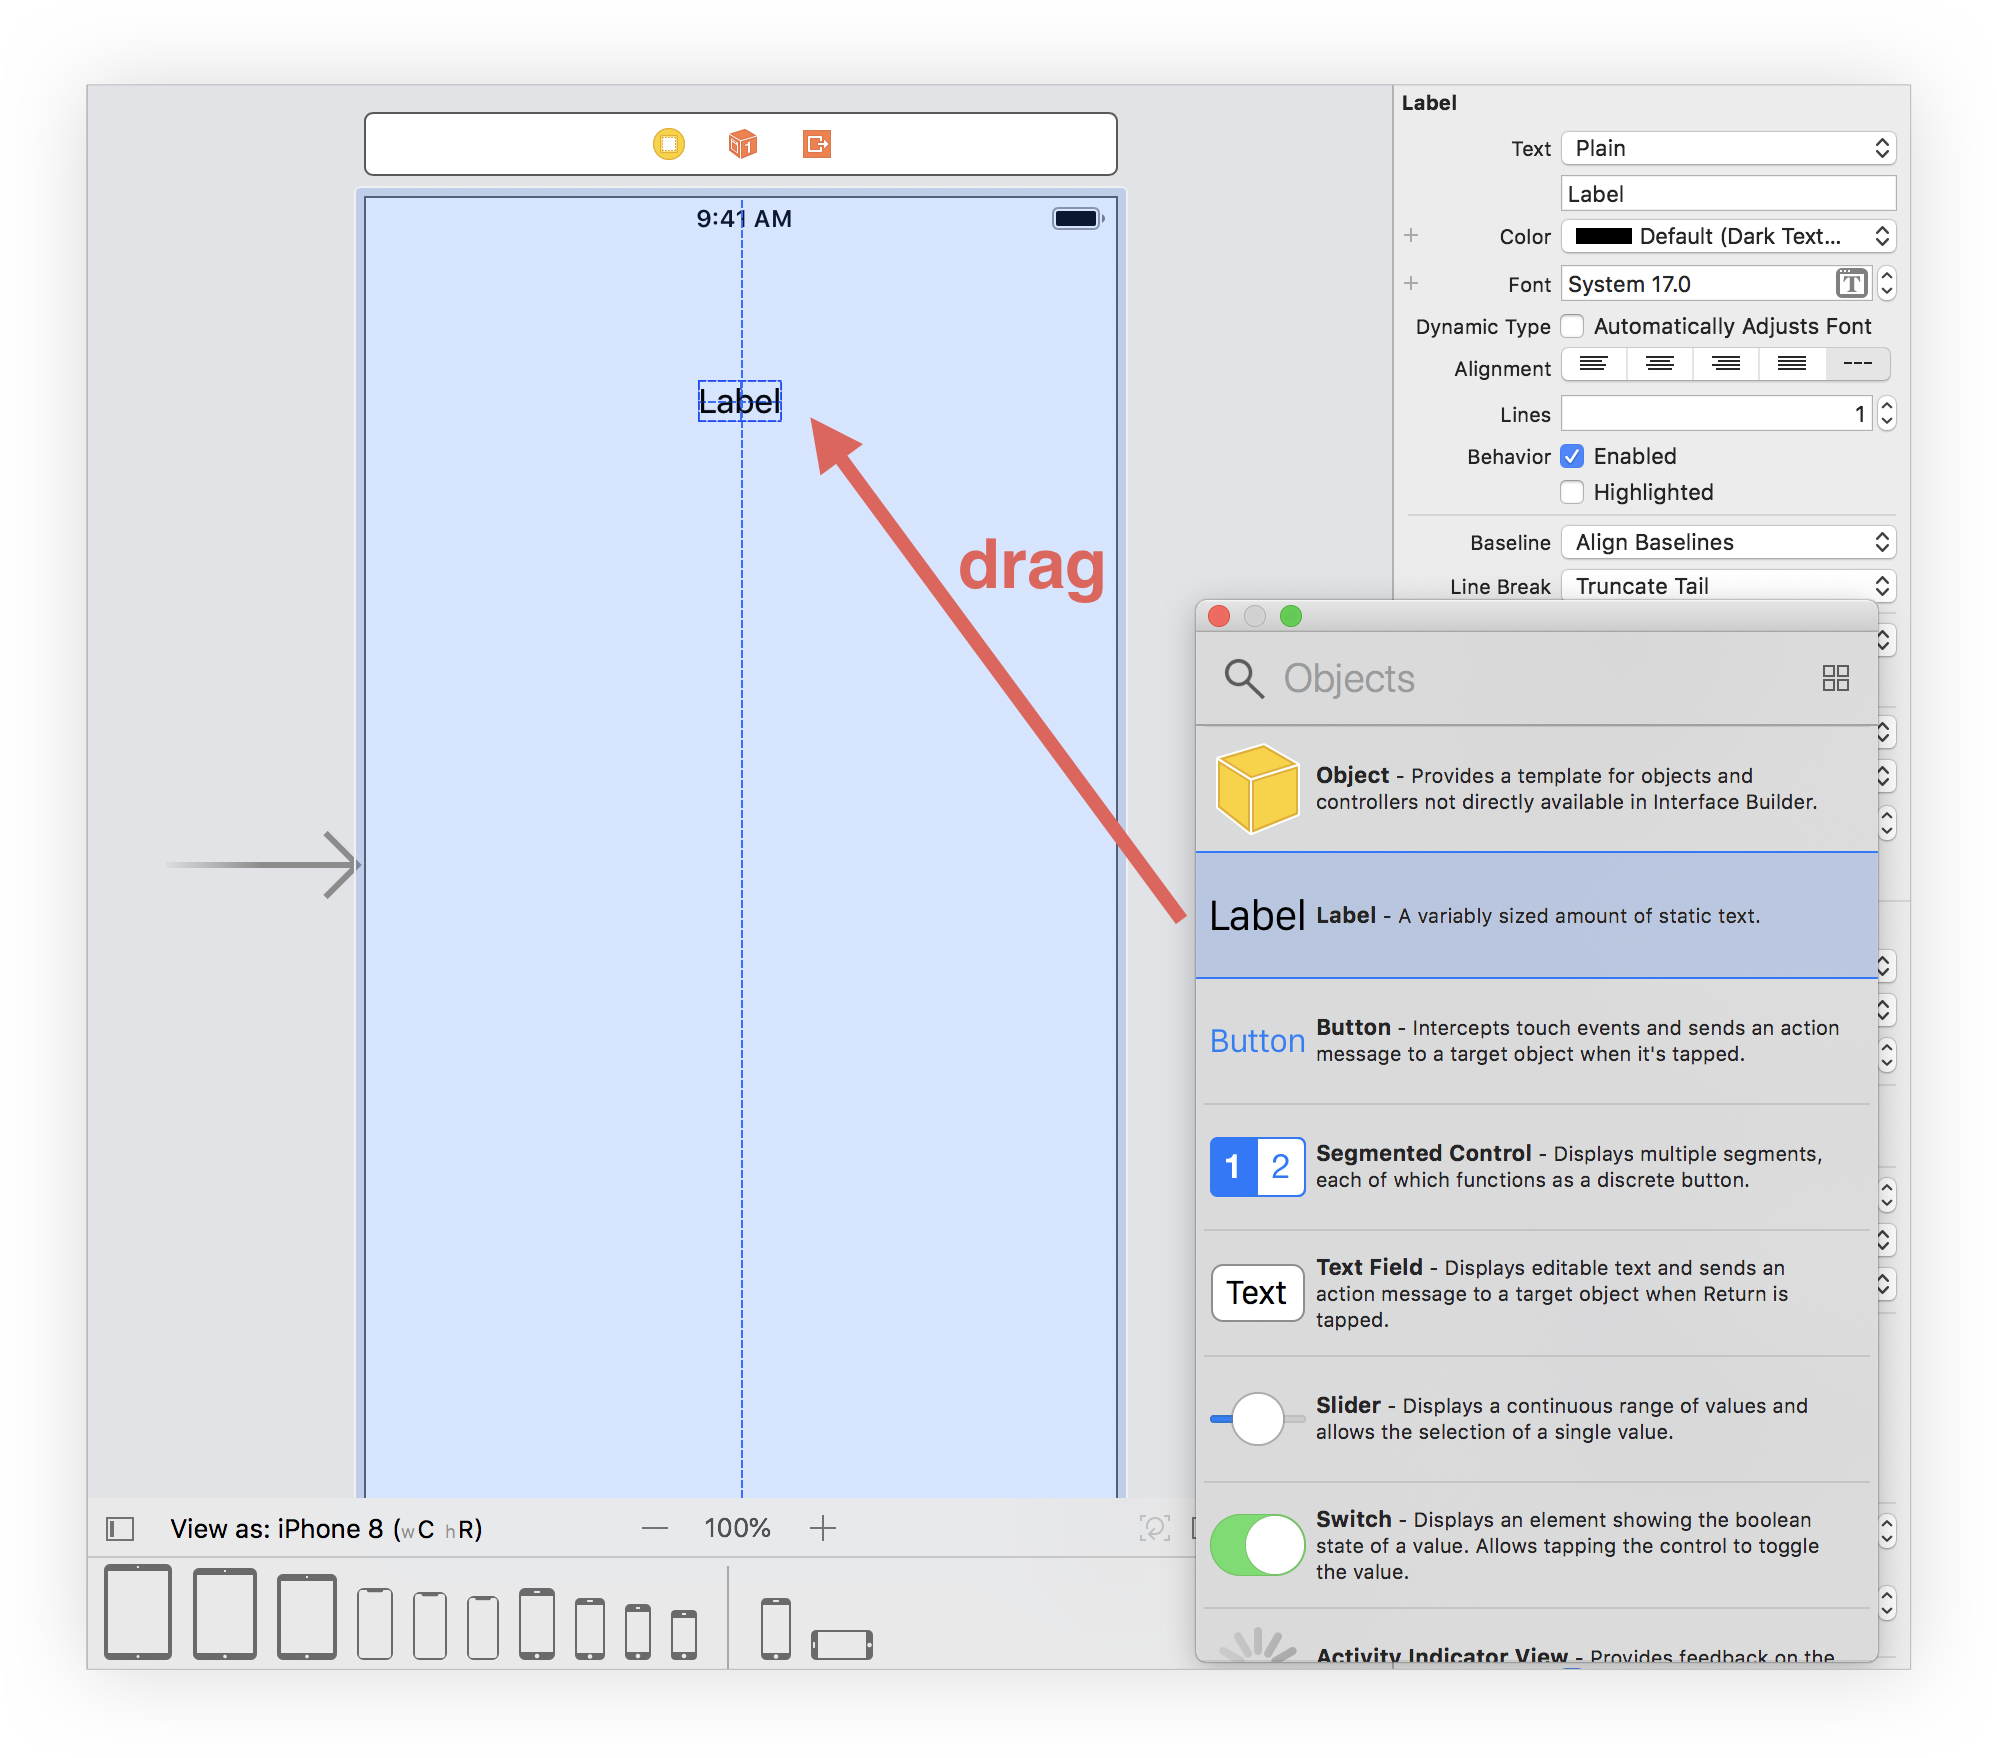 Label
Text Plain
Label
Color Default (Dark Text...
Font System 17.0
T
Dynamic Type Automatically Adjusts Font
Alignment
---
Lines 1
Behavior Enabled
Highlighted
Baseline Align Baselines
Line Break Truncate Tail
1
9:41 AM
Label
drag
Objects
Object - Provides a template for objects and
controllers not directly available in Interface Builder.
Label Label - A variably sized amount of static text.
Button Button - Intercepts touch events and sends an action
message to a target object when it's tapped.
1 2 Segmented Control - Displays multiple segments,
each of which functions as a discrete button.
Text Text Field - Displays editable text and sends an
action message to a target object when Return is
tapped.
Slider - Displays a continuous range of values and
allows the selection of a single value.
Switch - Displays an element showing the boolean
state of a value. Allows tapping the control to toggle
the value.
Activity Indicator View - Provides feedback on the
View as: iPhone 8 (wC hR)
— 100% +